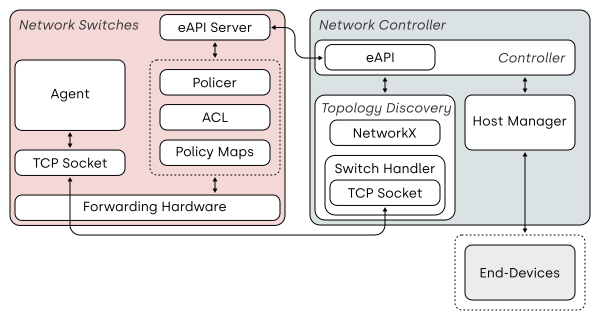 Network Switches
eAPI Server
Agent
Policer
ACL
Policy Maps
TCP Socket
Forwarding Hardware
Network Controller
eAPI
Controller
Topology Discovery
NetworkX
Switch Handler
TCP Socket
Host Manager
End-Devices